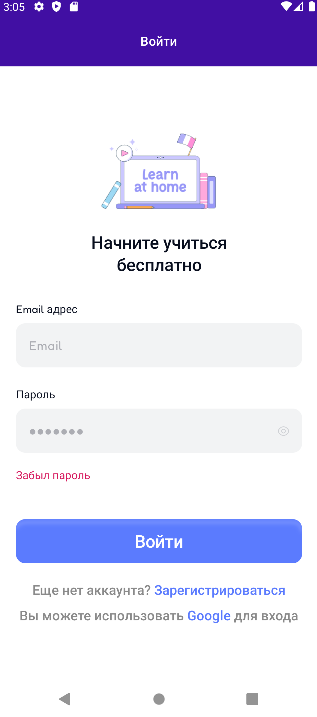 3:05
Войти
Learn
at home
Начните учиться
бесплатно
Email адрес
Email
Пароль
●●●●●●●
Забыл пароль
Войти
Еще нет аккаунта? Зарегистрироваться
Вы можете использовать Google для входа